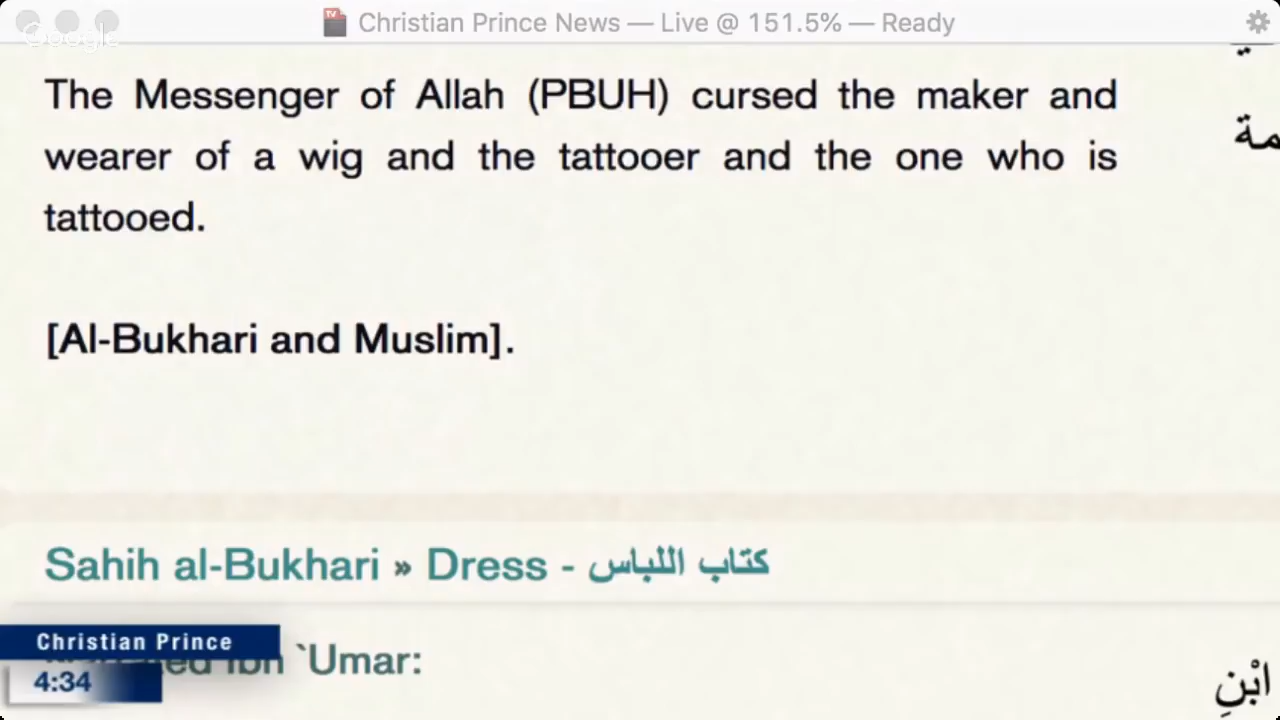 Christian Prince News — Live @ 151.5% — Ready
Google
The Messenger of Allah (PBUH) cursed the maker and
wearer of a wig and the tattooer and the one who is
tattooed.
مة
[Al-Bukhari and Muslim].
Sahih al-Bukhari » Dress - كتاب اللباس
Ibn `Umar:
ابْنِ
Christian Prince
4:34